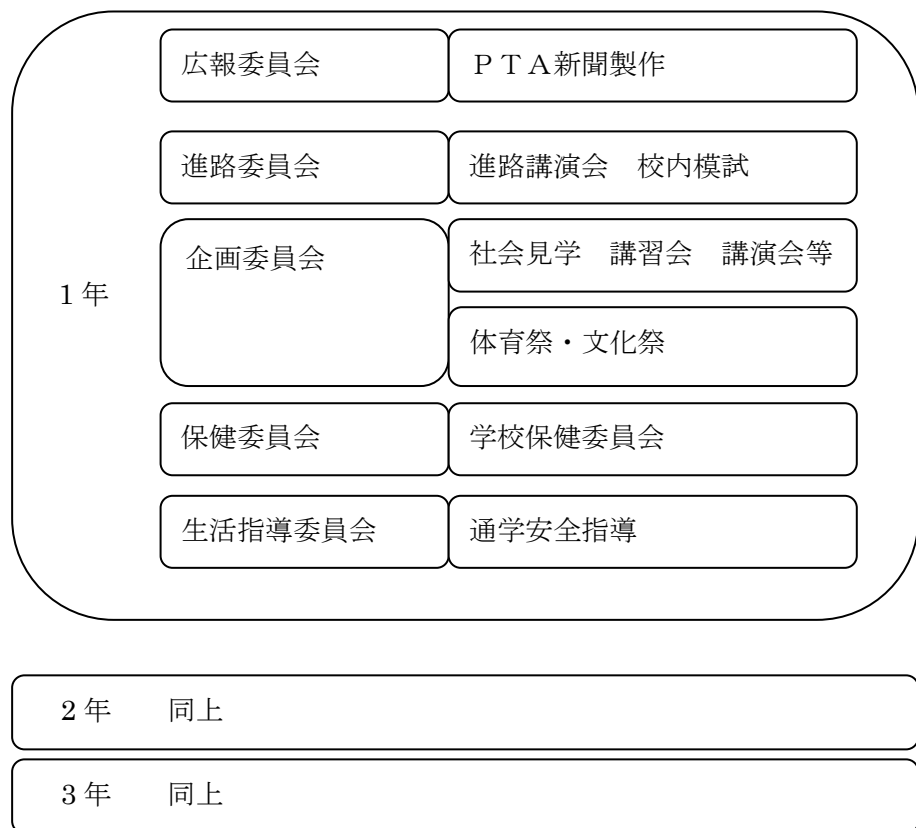 広報委員会　ＰＴＡ新聞製作
進路委員会　進路講演会　校内模試
企画委員会　社会見学　講習会　講演会等
１年
体育祭・文化祭
保健委員会　学校保健委員会
生活指導委員会　通学安全指導
２年　同上
３年　同上